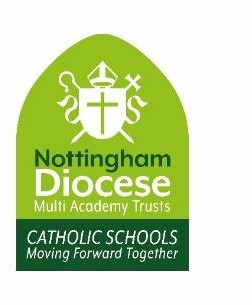 Nottingham
Diocese
Multi Academy Trusts
CATHOLIC SCHOOLS
Moving Forward Together